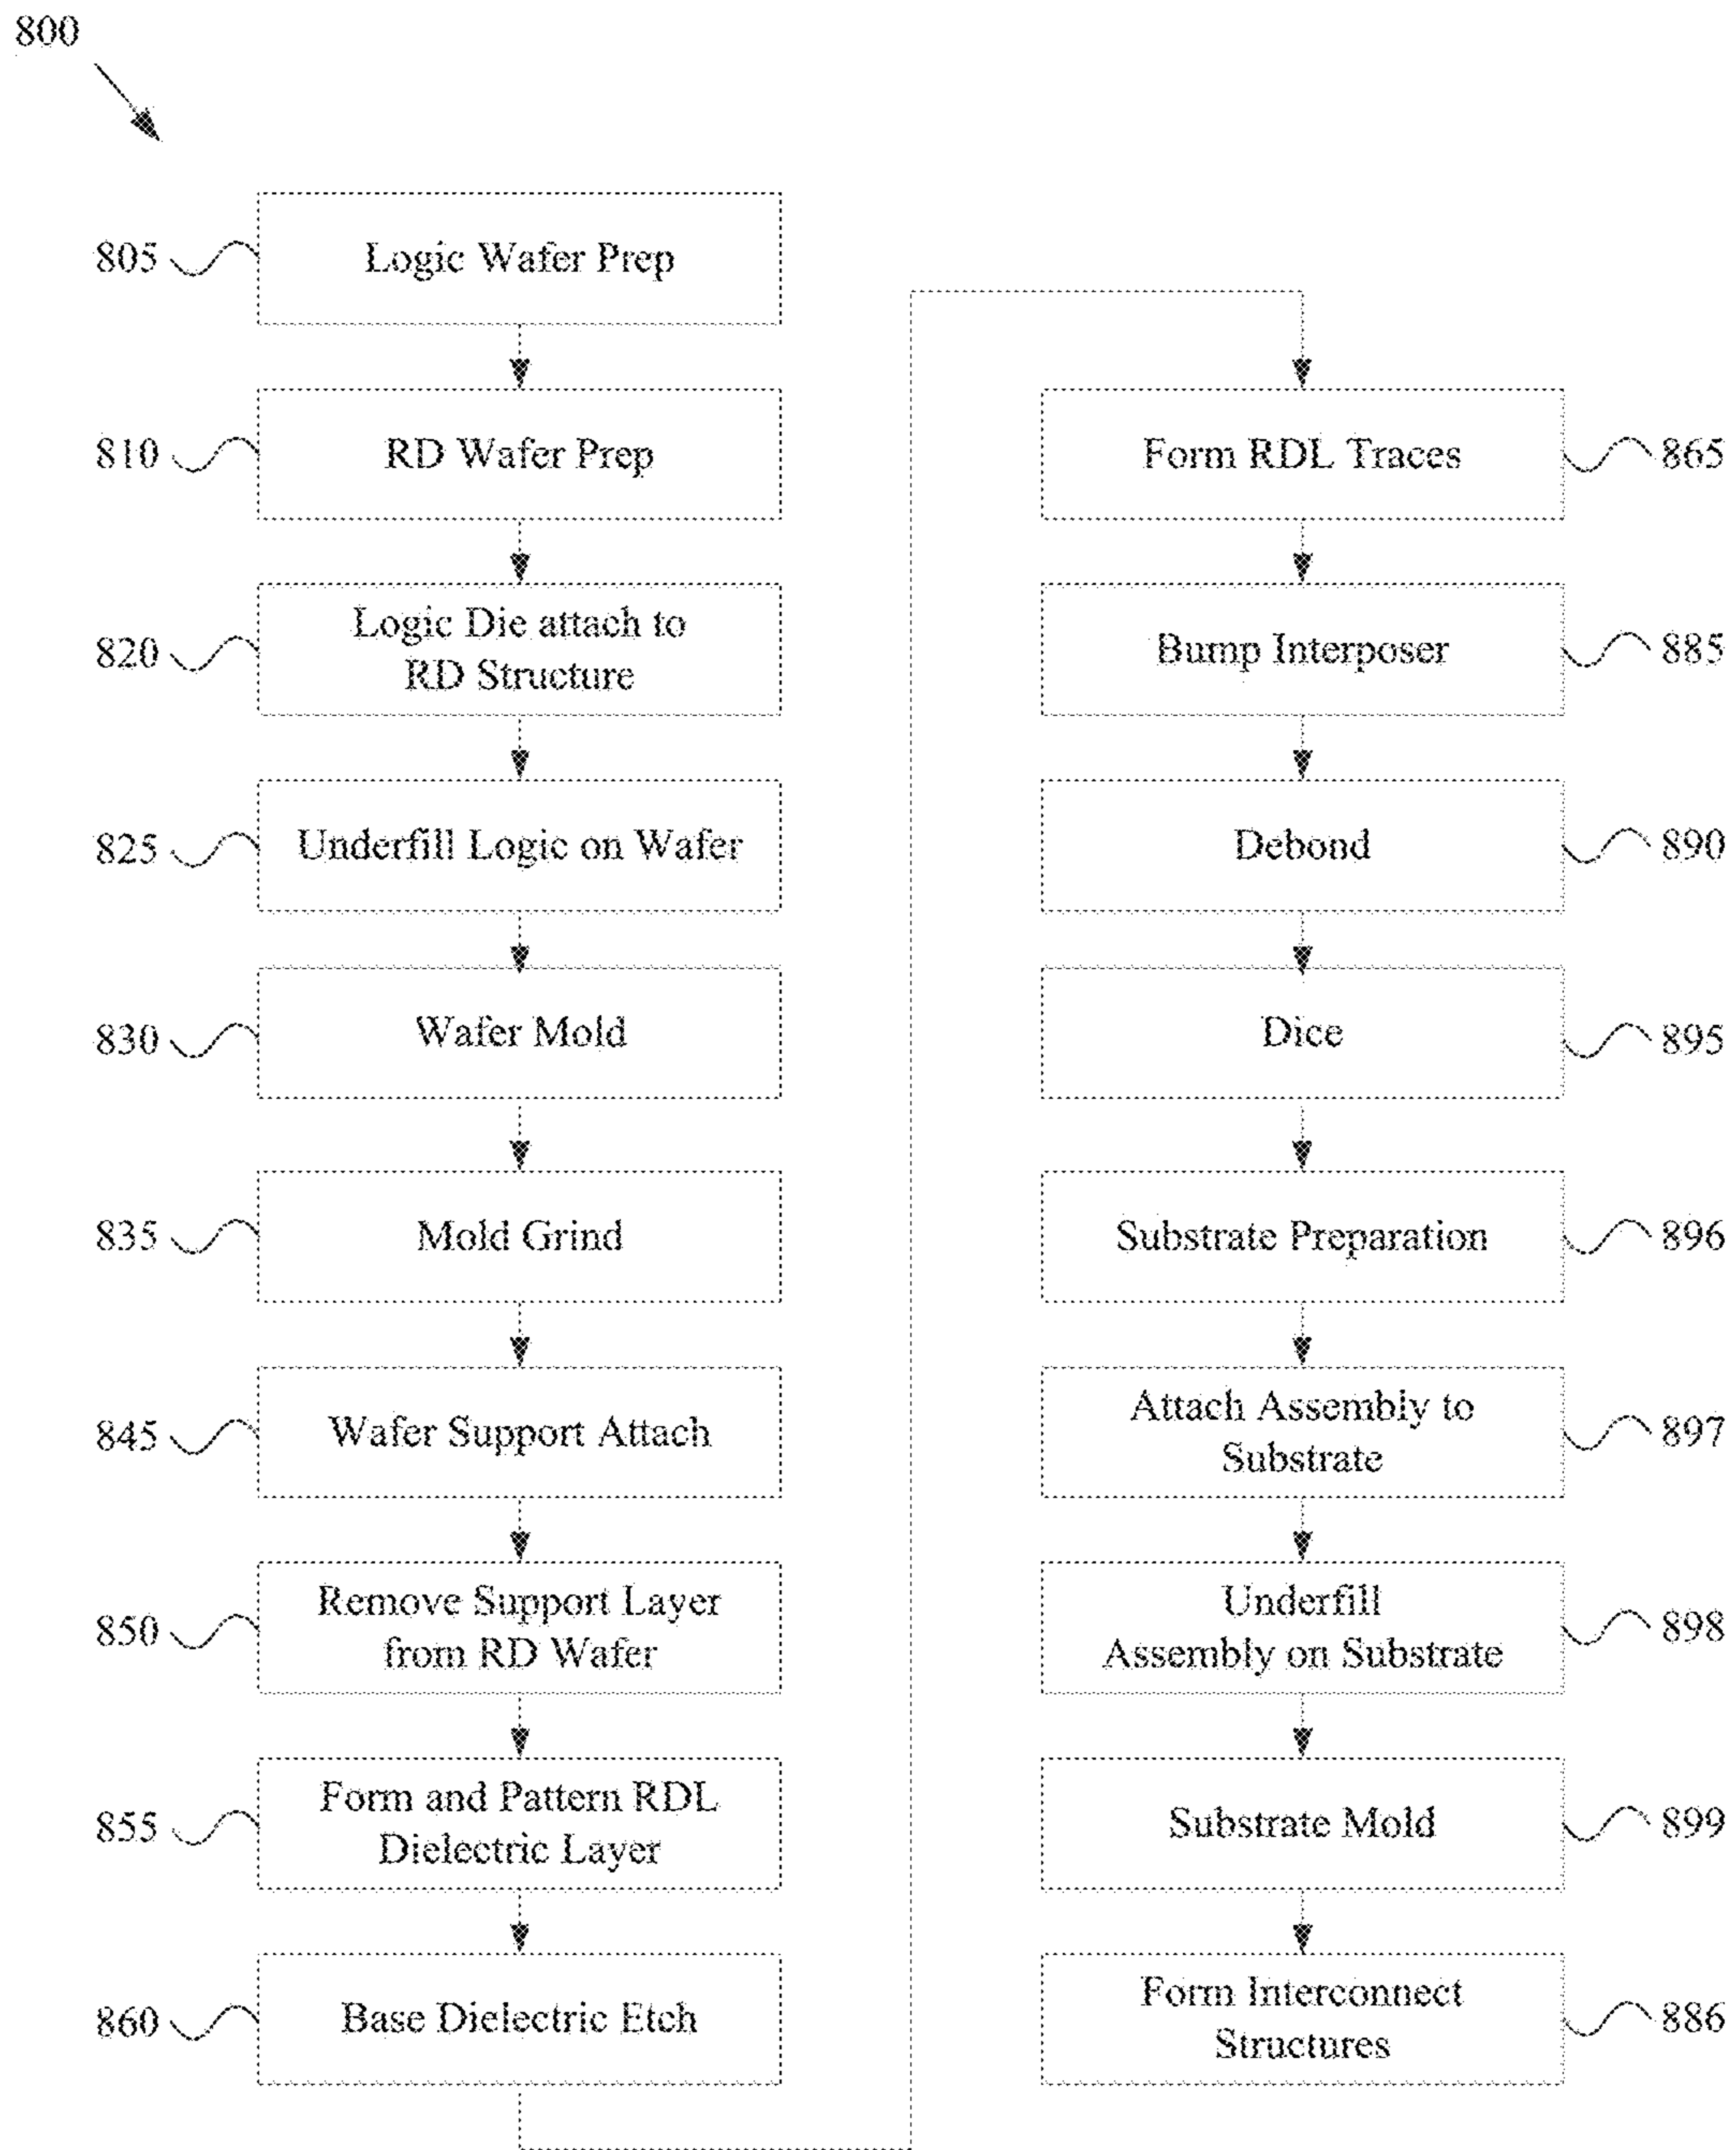 800
805
Logic Wafer Prep
810
RD Wafer Prep
820
Logic Die attach to
RD Structure
825
Underfill Logic on Wafer
830
Wafer Mold
835
Mold Grind
845
Wafer Support Attach
850
Remove Support Layer
from RD Wafer
855
Form and Pattern RDL
Dielectric Layer
860
Base Dielectric Etch
Form RDL Traces
865
Bump Interposer
885
Debond
890
Dice
895
Substrate Preparation
896
Attach Assembly to
Substrate
897
Underfill
Assembly on Substrate
898
Substrate Mold
899
Form Interconnect
Structures
886